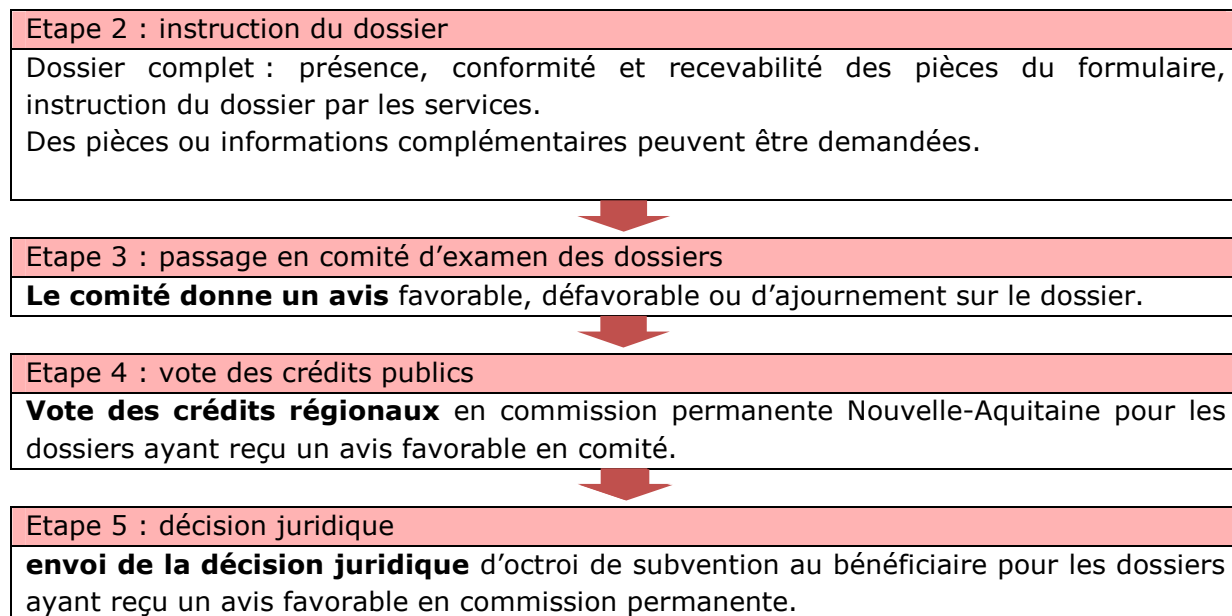 Etape 2 : instruction du dossier
Dossier complet : présence, conformité et recevabilité des pièces du formulaire,
instruction du dossier par les services.
Des pièces ou informations complémentaires peuvent être demandées.
Etape 3 : passage en comité d’examen des dossiers
Le comité donne un avis favorable, défavorable ou d’ajournement sur le dossier.
Etape 4 : vote des crédits publics
Vote des crédits régionaux en commission permanente Nouvelle-Aquitaine pour les
dossiers ayant reçu un avis favorable en comité.
Etape 5 : décision juridique
envoi de la décision juridique d’octroi de subvention au bénéficiaire pour les dossiers
ayant reçu un avis favorable en commission permanente.